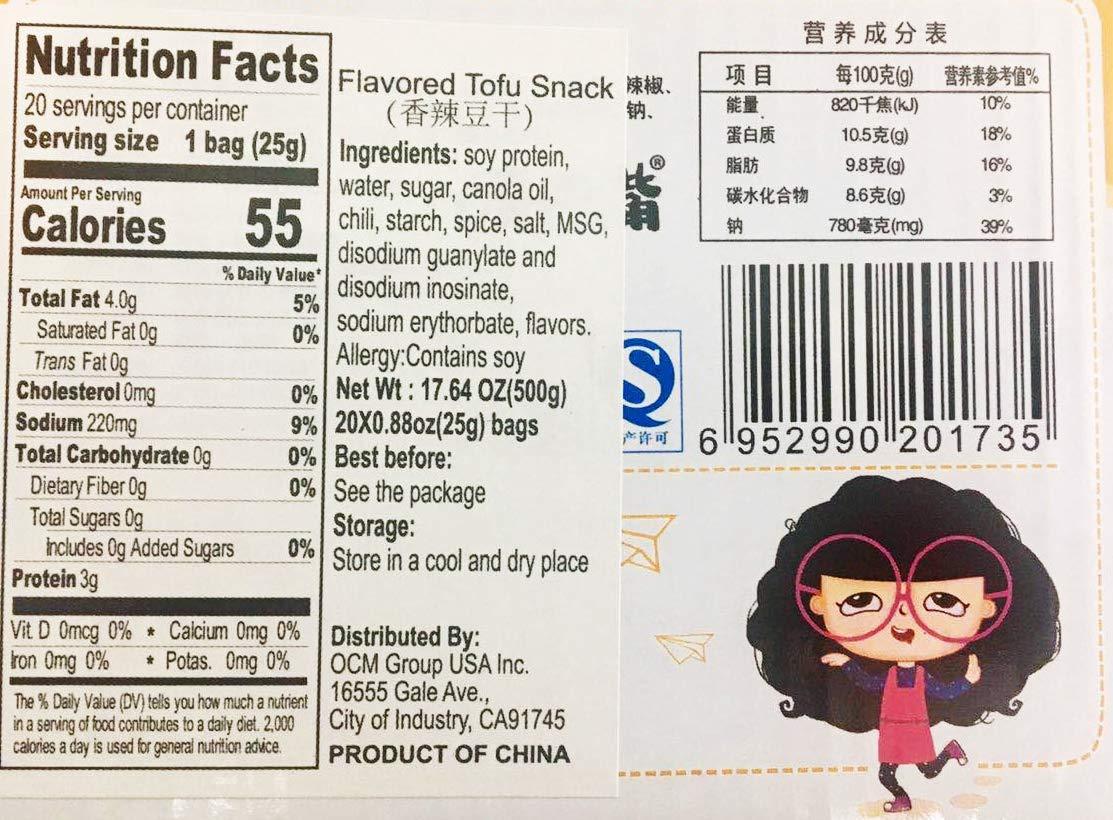 Nutrition Facts
20 servings per container
Serving size 1 bag (25g)
Amount Per Serving
Calories 55
% Daily Value*
Total Fat 4.0g 5%
Saturated Fat 0g 0%
Trans Fat 0g
Cholesterol 0mg 0%
Sodium 220mg 9%
Total Carbohydrate 0g 0%
Dietary Fiber 0g 0%
Total Sugars 0g
Includes 0g Added Sugars 0%
Protein 3g
Vit D 0mcg 0% * Calcium 0mg 0%
Iron 0mg 0% * Potas. 0mg 0%
The % Daily Value (DV) tells you how much a nutrient
in a serving of food contributes to a daily diet. 2,000
calories a day is used for general nutrition advice.
Flavored Tofu Snack
(香辣豆干)
Ingredients: soy protein,
water, sugar, canola oil,
chili, starch, spice, salt, MSG,
disodium guanylate and
disodium inosinate,
sodium erythorbate, flavors.
Allergy:Contains soy
Net Wt : 17.64 OZ(500g)
20X0.88oz(25g) bags
Best before:
See the package
Storage:
Store in a cool and dry place
Distributed By:
OCM Group USA Inc.
16555 Gale Ave.,
City of Industry, CA91745
PRODUCT OF CHINA
辣椒、
钠、
嘴®
S
产许可
营养成分表
项目 每100克(g) 营养素参考值%
能量 820千焦(kJ) 10%
蛋白质 10.5克(g) 18%
脂肪 9.8克(g) 16%
碳水化合物 8.6克(g) 3%
钠 780毫克(mg) 39%
6 952990 201735